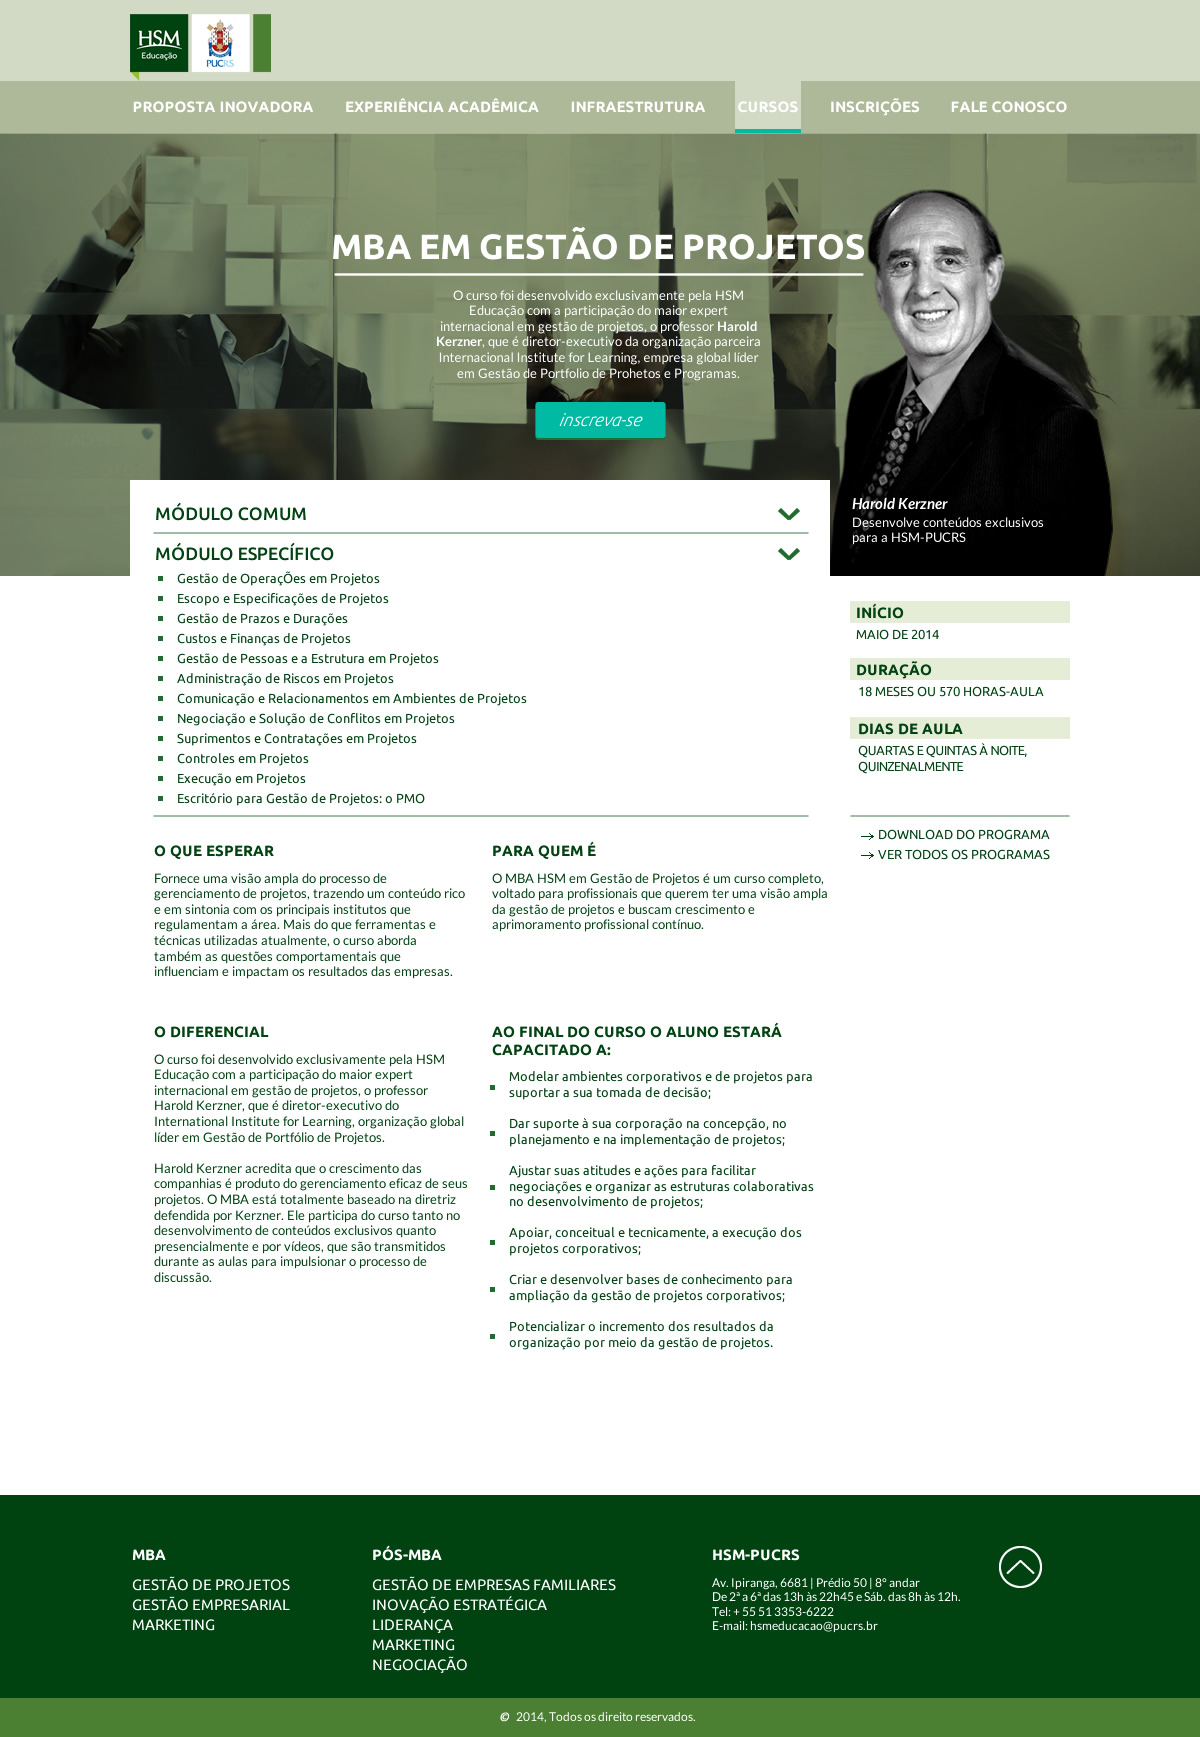 HSM
Educação
PUCRS
PROPOSTA INOVADORA EXPERIÊNCIA ACADÊMICA INFRAESTRUTURA CURSOS INSCRIÇÕES FALE CONOSCO
MBA EM GESTÃO DE PROJETOS
O curso foi desenvolvido exclusivamente pela HSM
Educação com a participação do maior expert
internacional em gestão de projetos, o professor Harold
Kerzner, que é diretor-executivo da organização parceira
Internacional Institute for Learning, empresa global líder
em Gestão de Portfolio de Prohetos e Programas.
inscreva-se
Harold Kerzner
Desenvolve conteúdos exclusivos
para a HSM-PUCRS
MÓDULO COMUM
MÓDULO ESPECÍFICO
Gestão de OperaçÕes em Projetos
Escopo e Especificações de Projetos
Gestão de Prazos e Durações
Custos e Finanças de Projetos
Gestão de Pessoas e a Estrutura em Projetos
Administração de Riscos em Projetos
Comunicação e Relacionamentos em Ambientes de Projetos
Negociação e Solução de Conflitos em Projetos
Suprimentos e Contratações em Projetos
Controles em Projetos
Execução em Projetos
Escritório para Gestão de Projetos: o PMO
INÍCIO
MAIO DE 2014
DURAÇÃO
18 MESES OU 570 HORAS-AULA
DIAS DE AULA
QUARTAS E QUINTAS À NOITE,
QUINZENALMENTE
DOWNLOAD DO PROGRAMA
VER TODOS OS PROGRAMAS
O QUE ESPERAR
Fornece uma visão ampla do processo de
gerenciamento de projetos, trazendo um conteúdo rico
e em sintonia com os principais institutos que
regulamentam a área. Mais do que ferramentas e
técnicas utilizadas atualmente, o curso aborda
também as questões comportamentais que
influenciam e impactam os resultados das empresas.
PARA QUEM É
O MBA HSM em Gestão de Projetos é um curso completo,
voltado para profissionais que querem ter uma visão ampla
da gestão de projetos e buscam crescimento e
aprimoramento profissional contínuo.
O DIFERENCIAL
O curso foi desenvolvido exclusivamente pela HSM
Educação com a participação do maior expert
internacional em gestão de projetos, o professor
Harold Kerzner, que é diretor-executivo do
International Institute for Learning, organização global
líder em Gestão de Portfólio de Projetos.
Harold Kerzner acredita que o crescimento das
companhias é produto do gerenciamento eficaz de seus
projetos. O MBA está totalmente baseado na diretriz
defendida por Kerzner. Ele participa do curso tanto no
desenvolvimento de conteúdos exclusivos quanto
presencialmente e por vídeos, que são transmitidos
durante as aulas para impulsionar o processo de
discussão.
AO FINAL DO CURSO O ALUNO ESTARÁ
CAPACITADO A:
Modelar ambientes corporativos e de projetos para
suportar a sua tomada de decisão;
Dar suporte à sua corporação na concepção, no
planejamento e na implementação de projetos;
Ajustar suas atitudes e ações para facilitar
negociações e organizar as estruturas colaborativas
no desenvolvimento de projetos;
Apoiar, conceitual e tecnicamente, a execução dos
projetos corporativos;
Criar e desenvolver bases de conhecimento para
ampliação da gestão de projetos corporativos;
Potencializar o incremento dos resultados da
organização por meio da gestão de projetos.
MBA
GESTÃO DE PROJETOS
GESTÃO EMPRESARIAL
MARKETING
PÓS-MBA
GESTÃO DE EMPRESAS FAMILIARES
INOVAÇÃO ESTRATÉGICA
LIDERANÇA
MARKETING
NEGOCIAÇÃO
HSM-PUCRS
Av. Ipiranga, 6681 | Prédio 50 | 8º andar
De 2ª a 6ª das 13h às 22h45 e Sáb. das 8h às 12h.
Tel: + 55 51 3353-6222
E-mail: hsmeducacao@pucrs.br
© 2014, Todos os direito reservados.